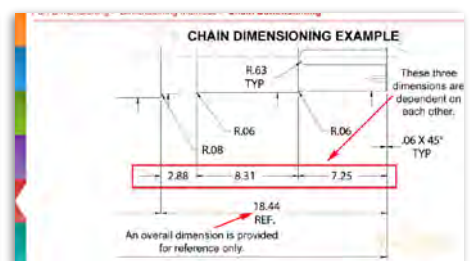 CHAIN DIMENSIONING EXAMPLE
R.63
TYP
These three
dimensions are
dependent on
each other.
R.06
R.06
R.08
.06 X 45°
TYP
2.88
8.31
7.25
18.44
REF.
An overall dimension is provided
for reference only.